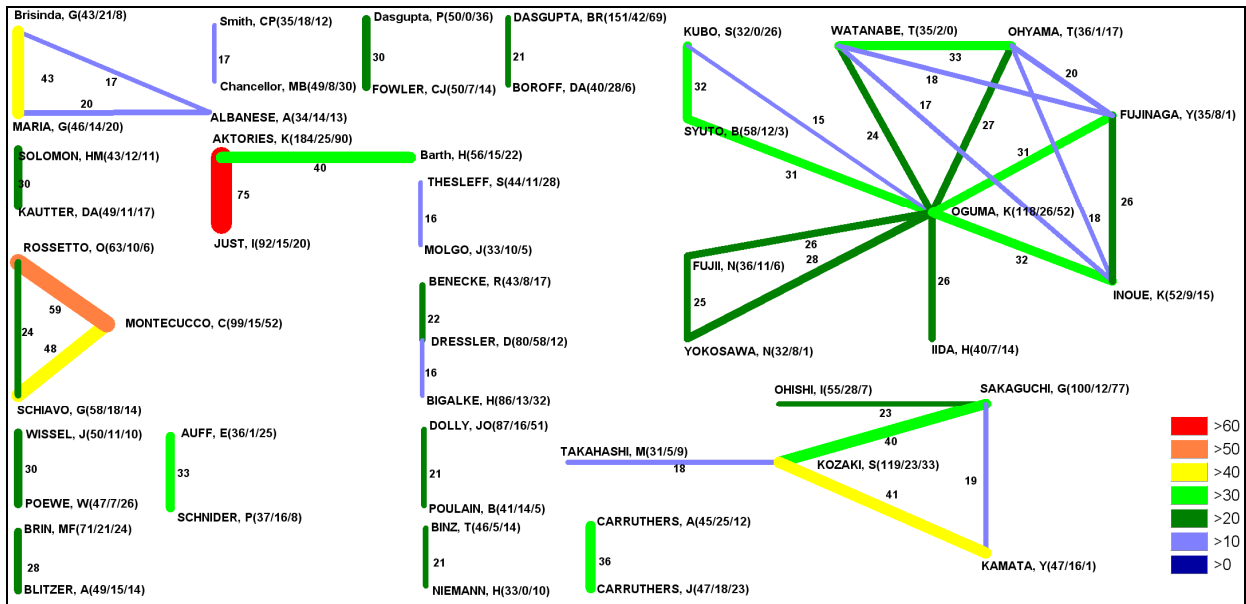 Brisinda, G(43/21/8)
43
17
20
MARIA, G(46/14/20)
ALBANESE, A(34/14/13)
Smith, CP(35/18/12)
17
Chancellor, MB(49/8/30)
Dasgupta, P(50/0/36)
30
FOWLER, CJ(50/7/14)
DASGUPTA, BR(151/42/69)
21
BOROFF, DA(40/28/6)
SOLOMON, HM(43/12/11)
30
KAUTTER, DA(49/11/17)
AKTORIES, K(184/25/90)
40
Barth, H(56/15/22)
75
JUST, I(92/15/20)
THESLEFF, S(44/11/28)
16
MOLGO, J(33/10/5)
ROSSETTO, O(63/10/6)
59
24
48
MONTECUCCO, C(99/15/52)
SCHIAVO, G(58/18/14)
BENECKE, R(43/8/17)
22
DRESSLER, D(80/58/12)
16
BIGALKE, H(86/13/32)
WISSEL, J(50/11/10)
30
POEWE, W(47/7/26)
AUFF, E(36/1/25)
33
SCHNIDER, P(37/16/8)
DOLLY, JO(87/16/51)
21
POULAIN, B(41/14/5)
BRIN, MF(71/21/24)
28
BLITZER, A(49/15/14)
BINZ, T(46/5/14)
21
NIEMANN, H(33/0/10)
CARRUTHERS, A(45/25/12)
36
CARRUTHERS, J(47/18/23)
KUBO, S(32/0/26)
32
SYUTO, B(58/12/3)
15
31
WATANABE, T(35/2/0)
33
OHYAMA, T(36/1/17)
18
20
17
24
27
FUJINAGA, Y(35/8/1)
31
26
18
OGUMA, K(118/26/52)
32
INOUE, K(52/9/15)
26
28
FUJII, N(36/11/6)
25
YOKOSAWA, N(32/8/1)
26
IIDA, H(40/7/14)
OHISHI, I(55/28/7)
23
SAKAGUCHI, G(100/12/77)
40
TAKAHASHI, M(31/5/9)
18
KOZAKI, S(119/23/33)
41
19
KAMATA, Y(47/16/1)
>60
>50
>40
>30
>20
>10
>0